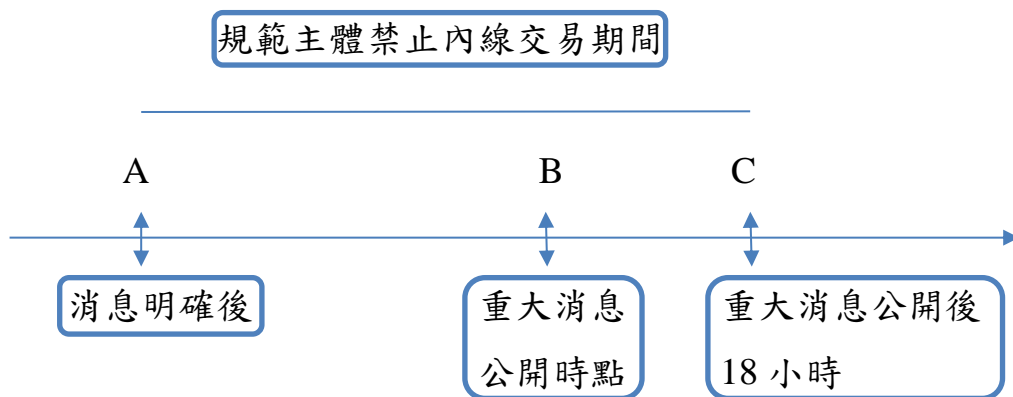 規範主體禁止內線交易期間
A
B
C
消息明確後
重大消息
公開時點
重大消息公開後
18 小時